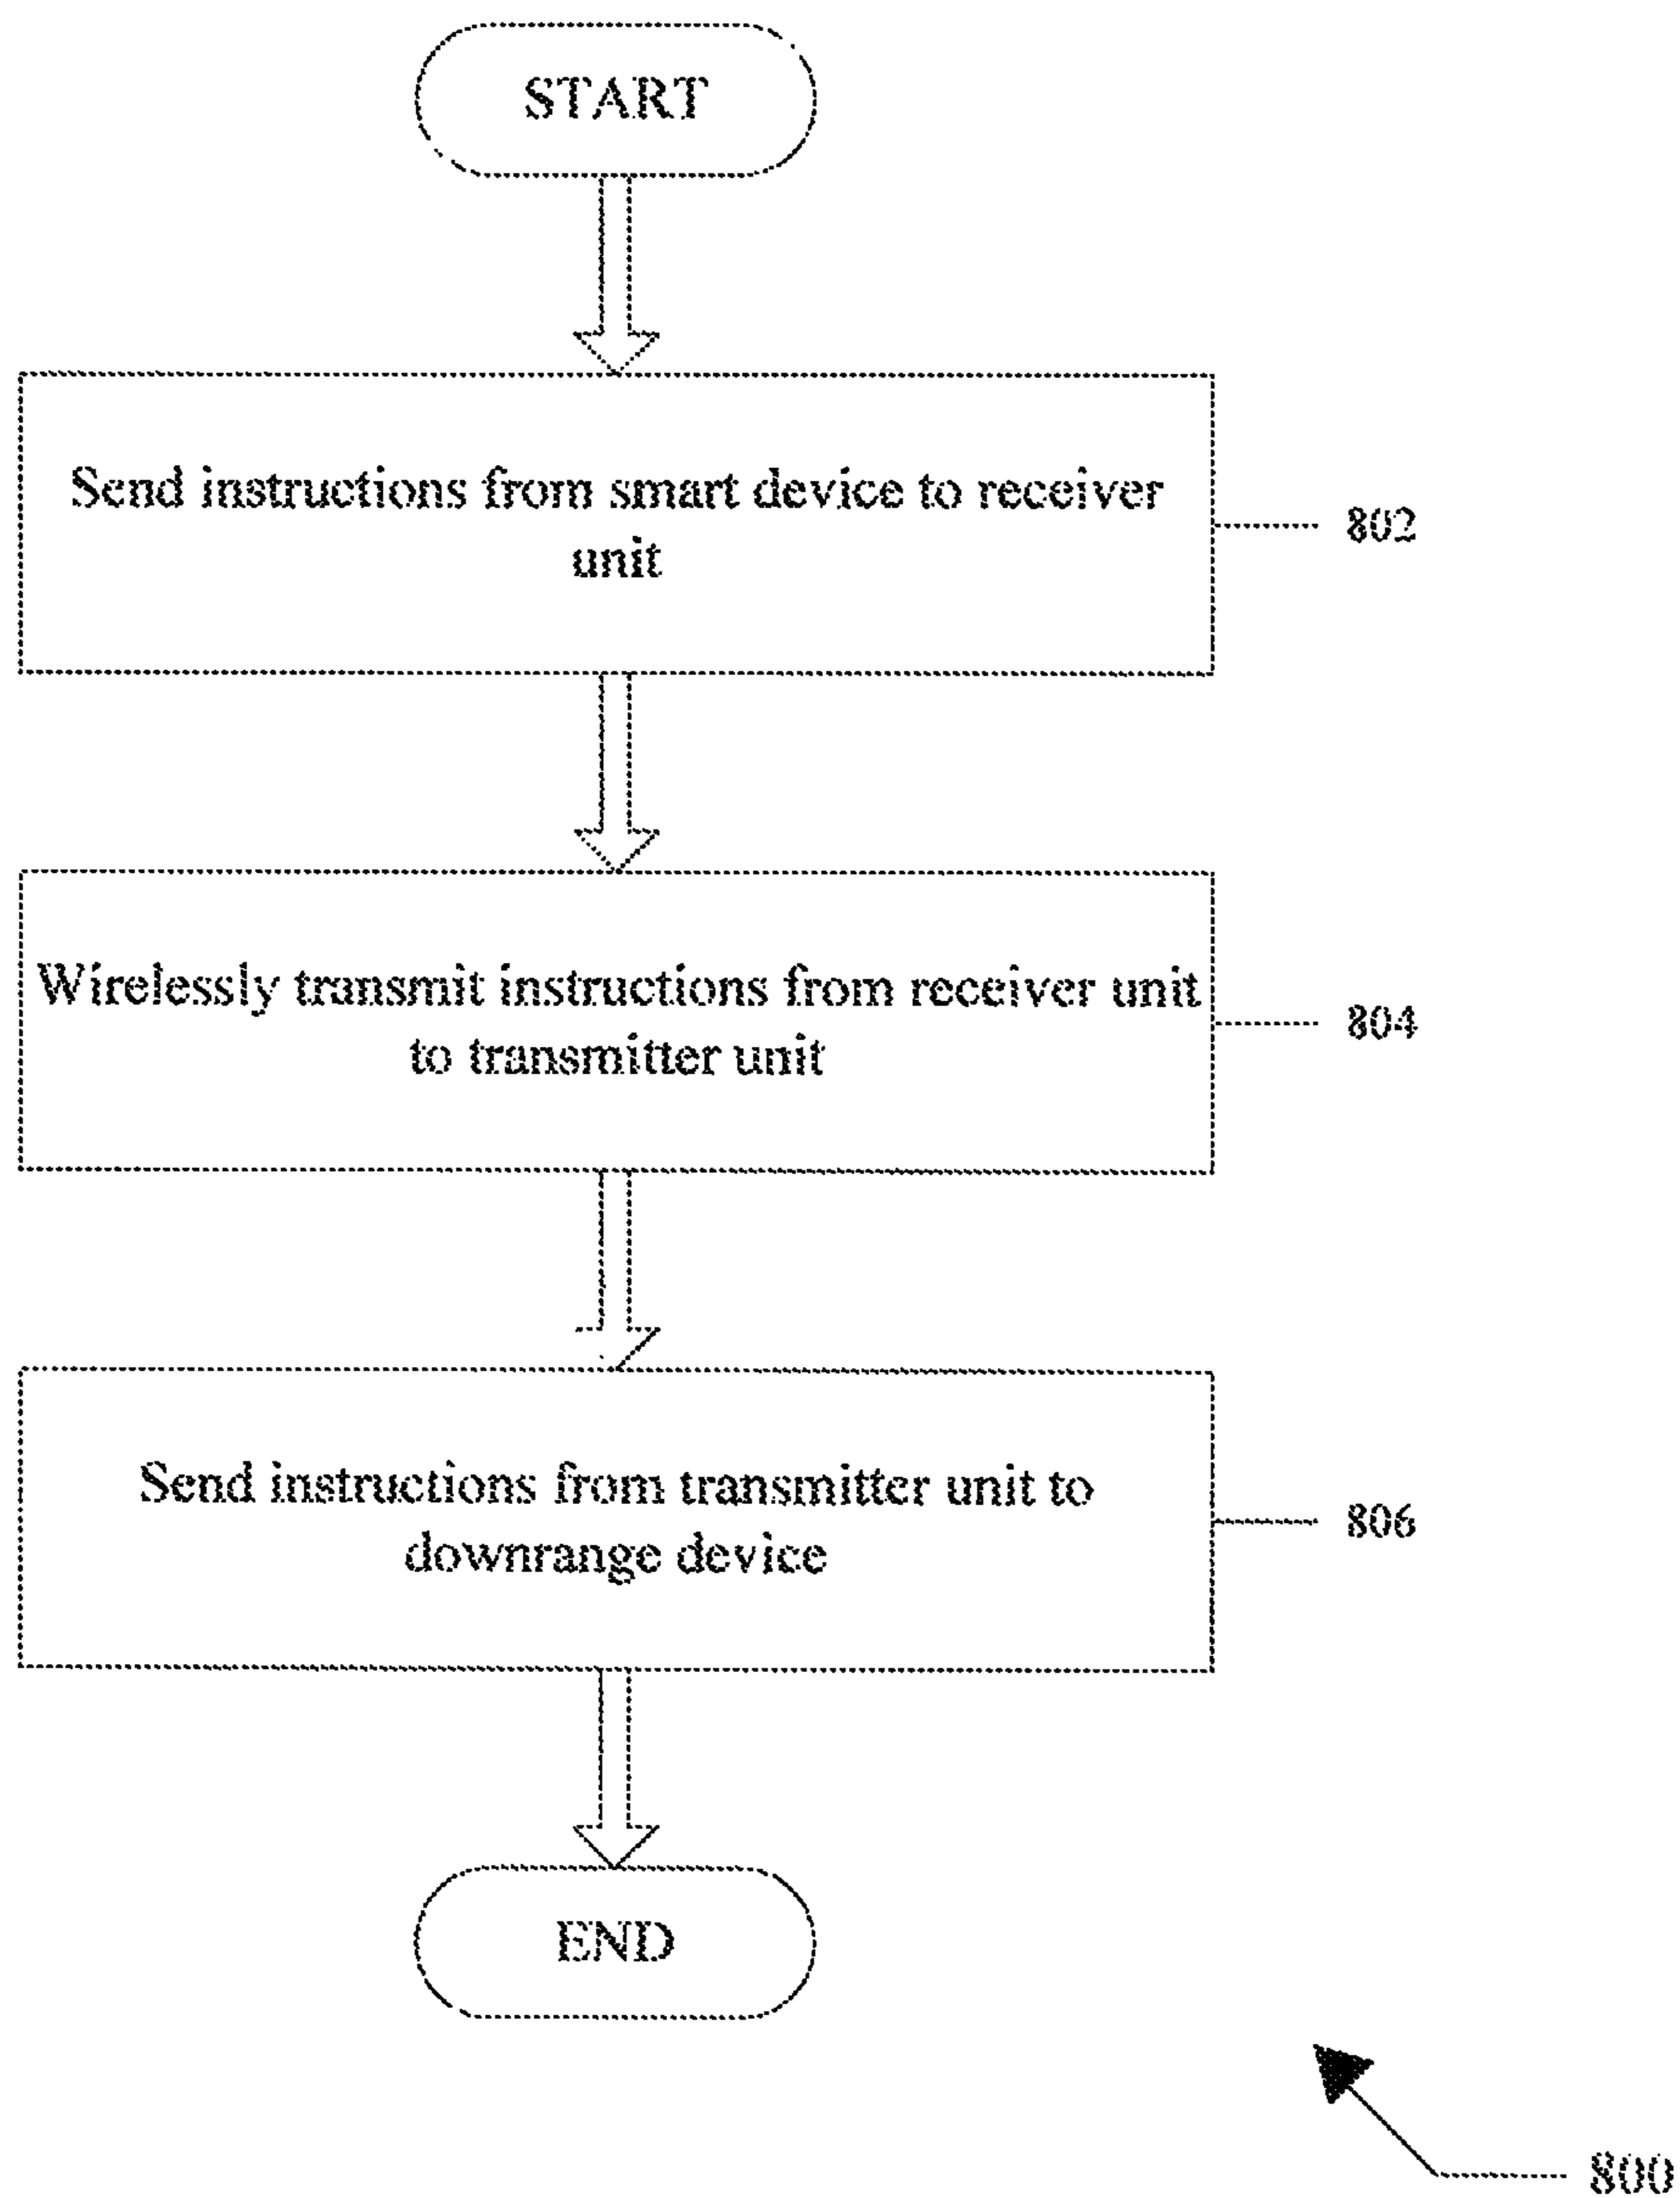 START
Send instructions from smart device to receiver
unit
802
Wirelessly transmit instructions from receiver unit
to transmitter unit
804
Send instructions from transmitter unit to
downrange device
806
END
800